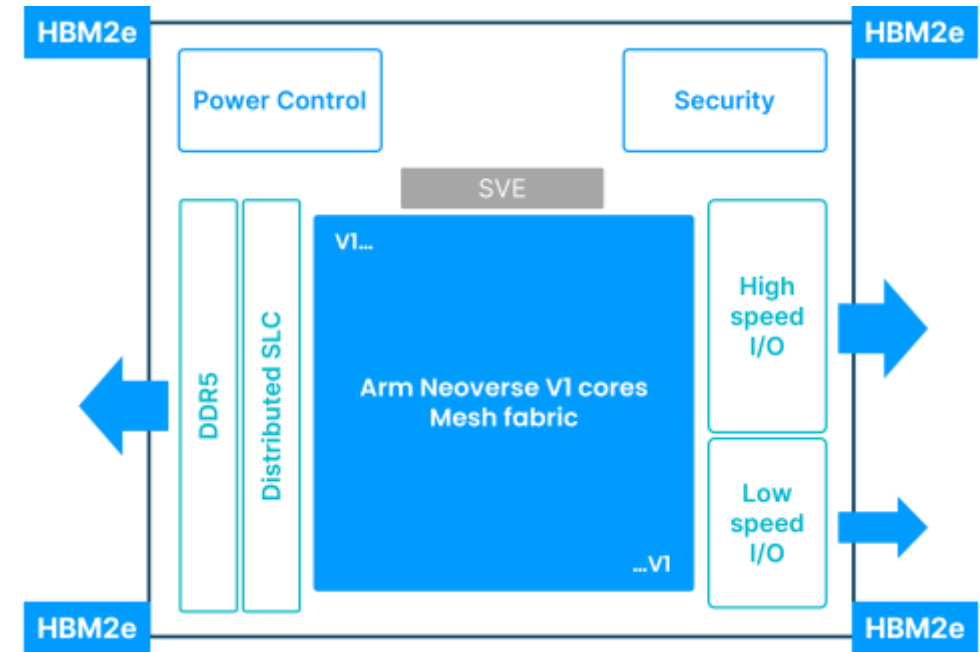 HBM2e
HBM2e
Power Control
Security
SVE
V1...
High
speed
I/O
DDR5
Distributed SLC
Arm Neoverse V1 cores
Mesh fabric
Low
speed
I/O
...V1
HBM2e
HBM2e